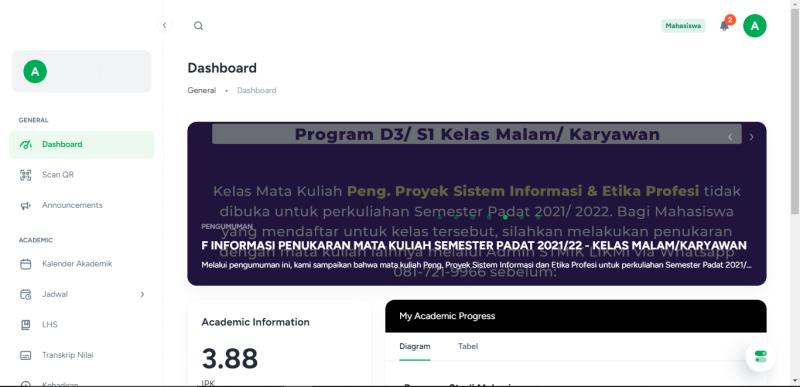 2
Mahasiswa
A
A
Dashboard
General • Dashboard
GENERAL
Dashboard
Scan QR
Announcements
ACADEMIC
Kalender Akademik
Jadwal
LHS
Transkrip Nilai
Kehadiran
Program D3/ S1 Kelas Malam/ Karyawan
Kelas Mata Kuliah Peng. Proyek Sistem Informasi & Etika Profesi tidak
dibuka untuk perkuliahan Semester Padat 2021/ 2022. Bagi Mahasiswa
yang mendaftar untuk kelas tersebut, silahkan melakukan penukaran
dengan mata kuliah lainnya melalui Admin STMIK LIKMI via Whatsapp
081-721-9966 sebelum:
PENGUMUMAN
F INFORMASI PENUKARAN MATA KULIAH SEMESTER PADAT 2021/22 - KELAS MALAM/KARYAWAN
Melalui pengumuman ini, kami sampaikan bahwa mata kuliah Peng. Proyek Sistem Informasi dan Etika Profesi untuk perkuliahan Semester Padat 2021/...
Academic Information
3.88
IPK
My Academic Progress
Diagram Tabel